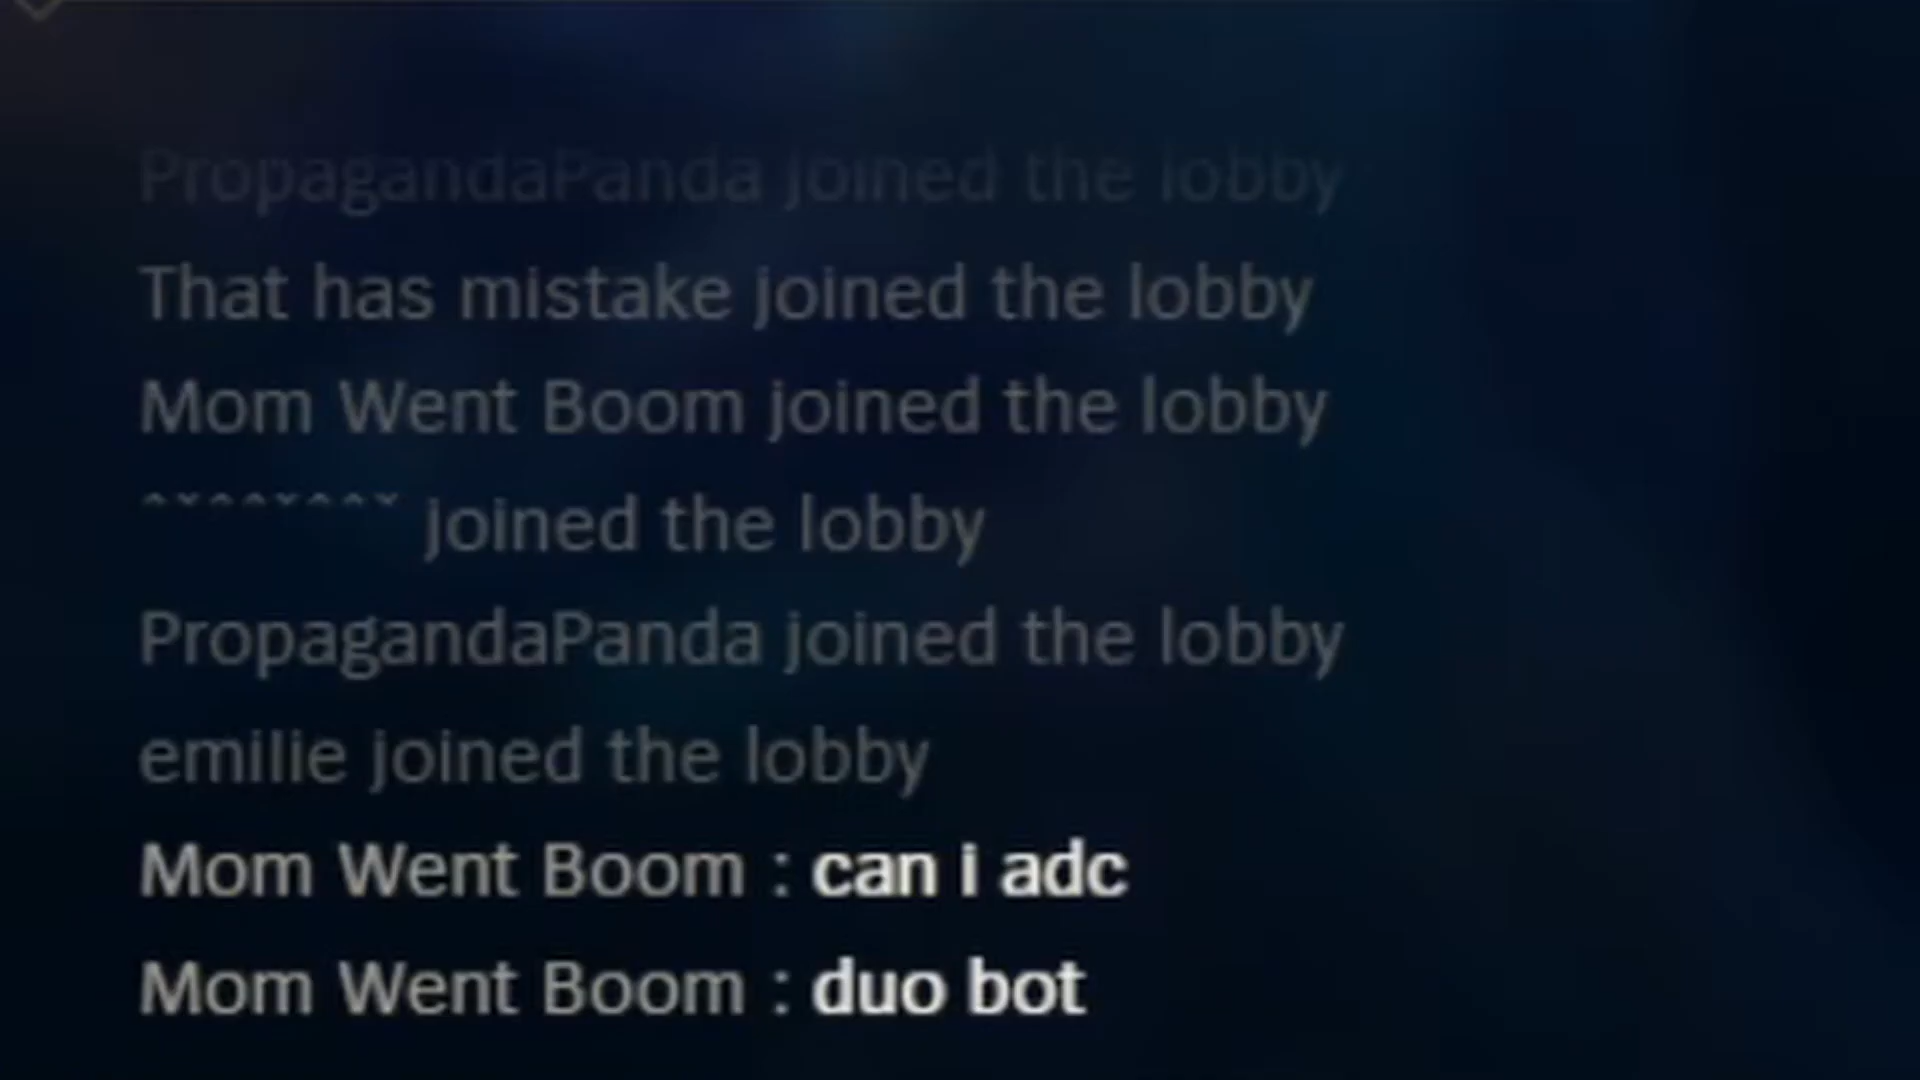 PropagandaPanda joined the lobby
That has mistake joined the lobby
Mom Went Boom joined the lobby
ˆˇˆˆˇˆˆˇ joined the lobby
PropagandaPanda joined the lobby
emilie joined the lobby
Mom Went Boom : can i adc
Mom Went Boom : duo bot